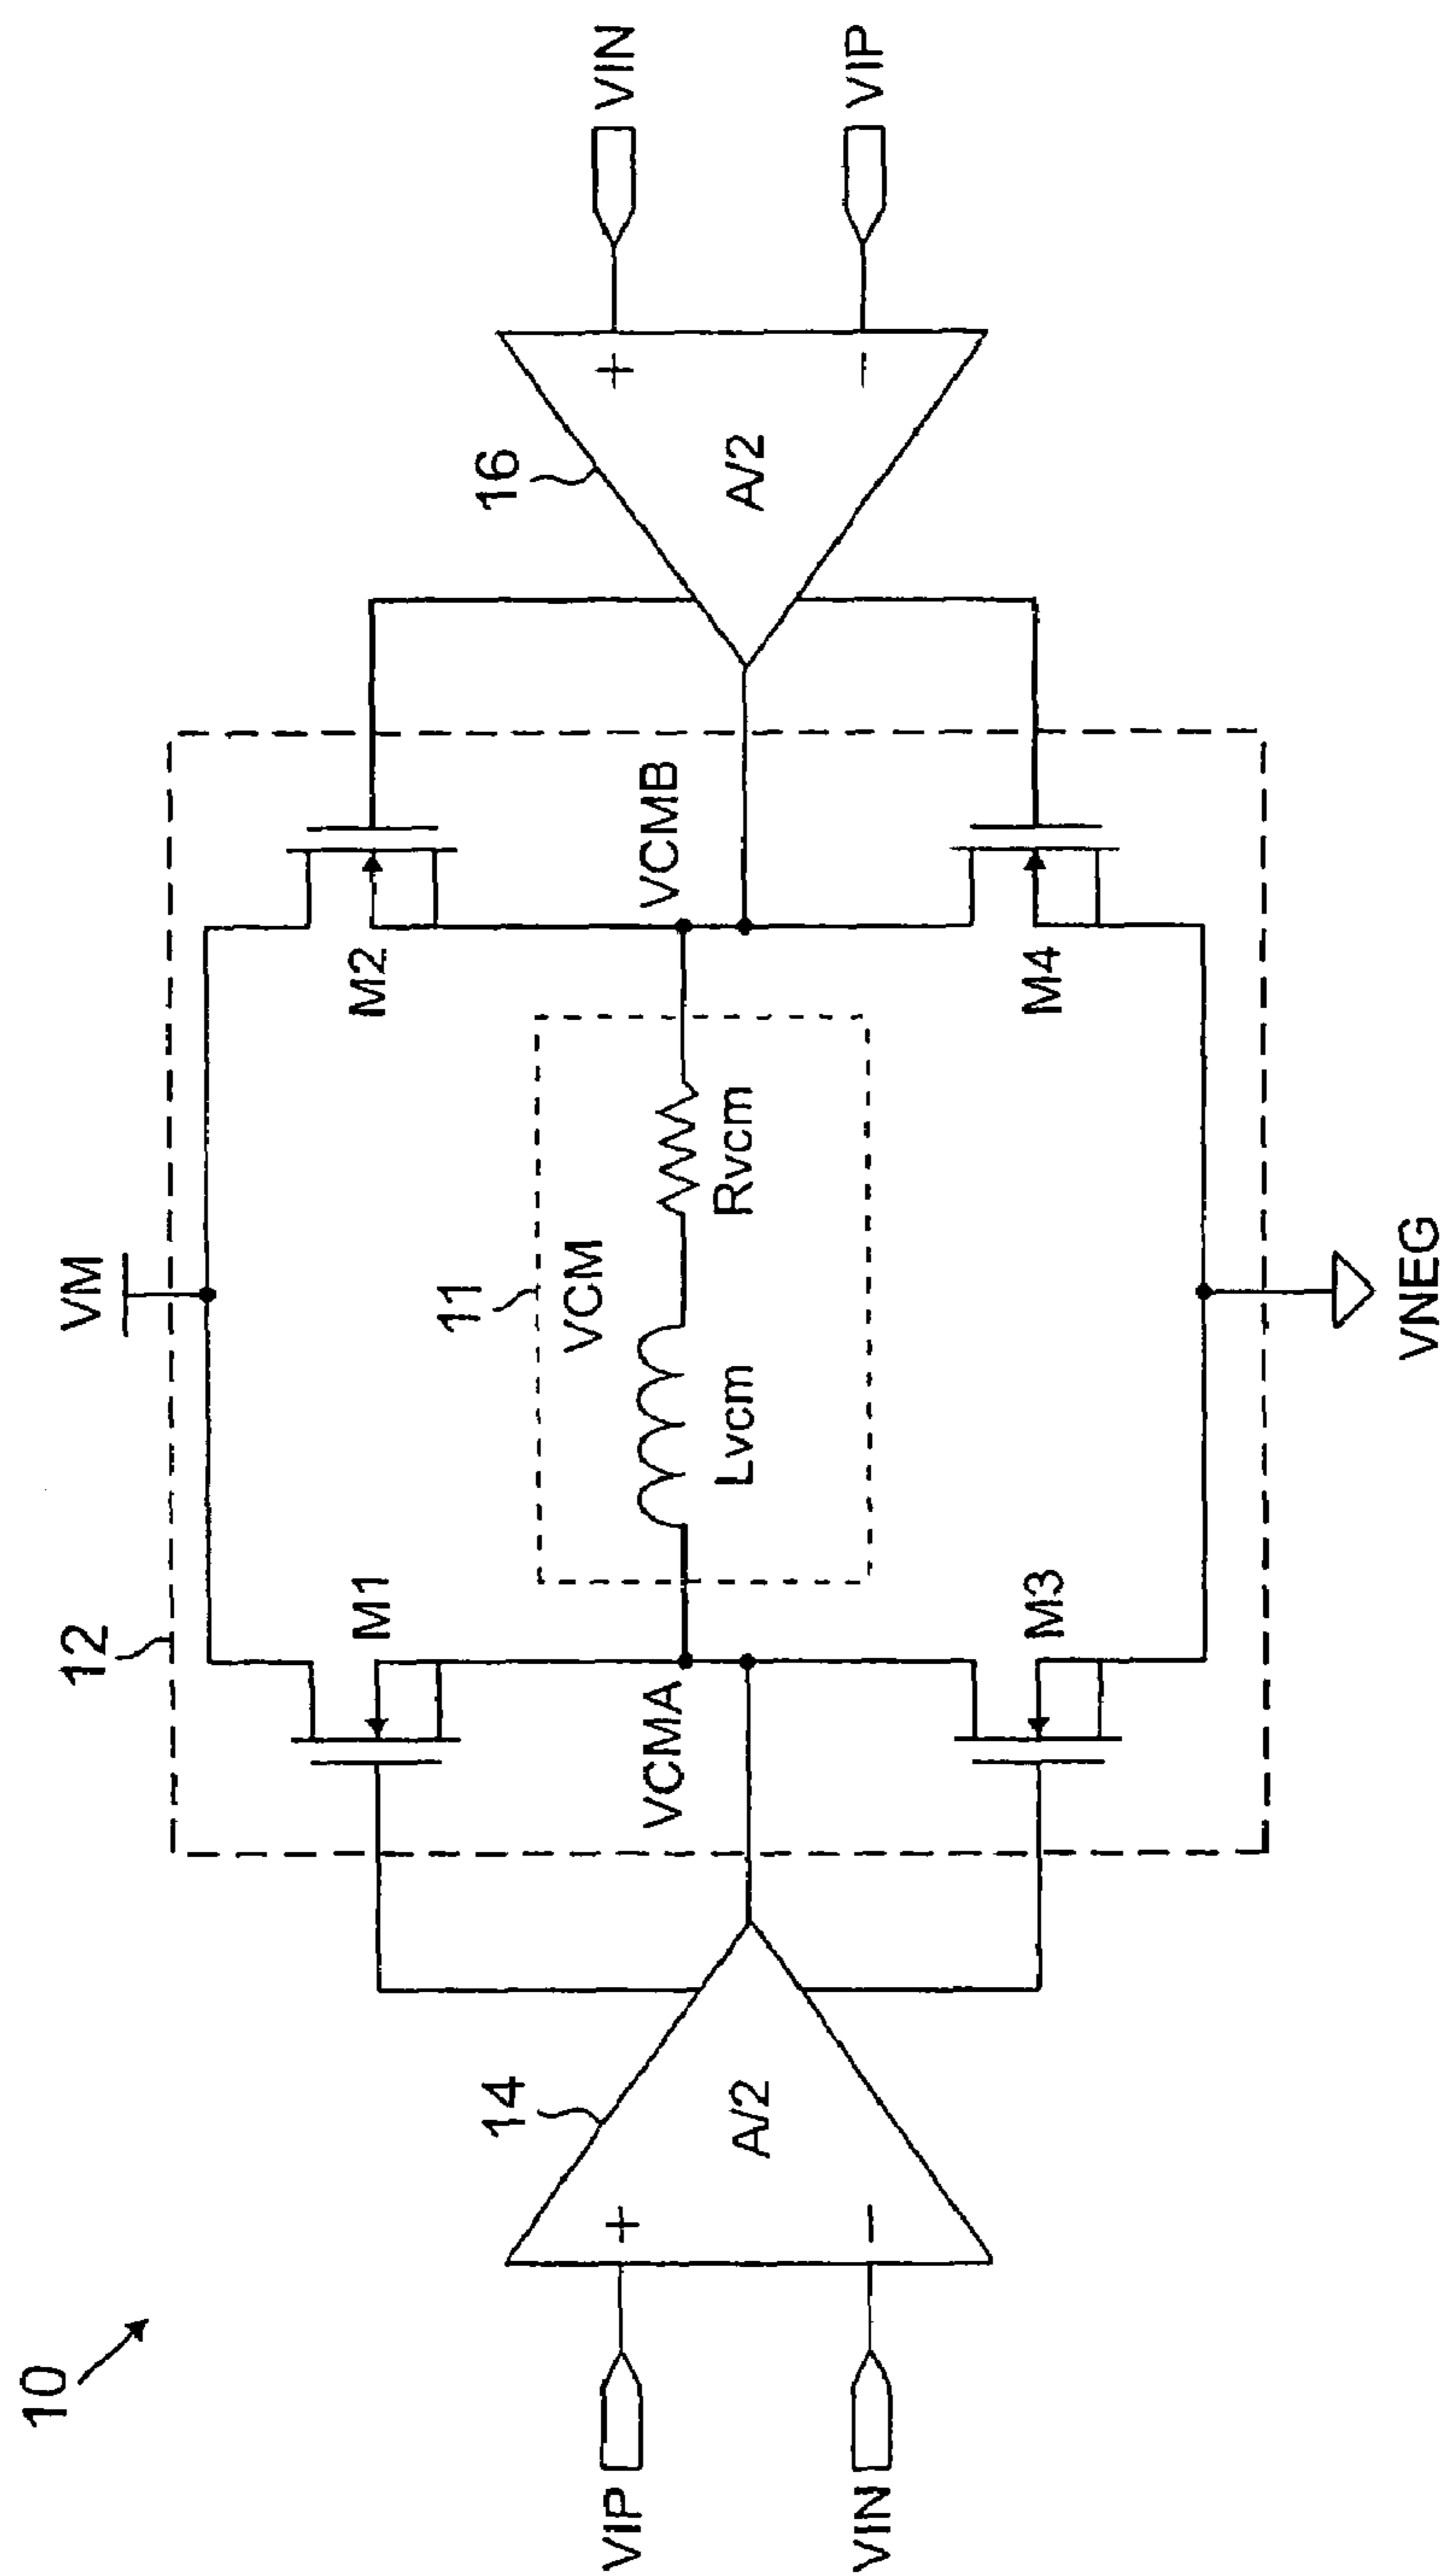 10
12
VM
M1
M2
11
VCM
VCMA
VCMB
Lvcm
Rvcm
14
16
VIP
+
A/2
A/2
+
VIN
VIN
−
−
VIP
M3
M4
VNEG